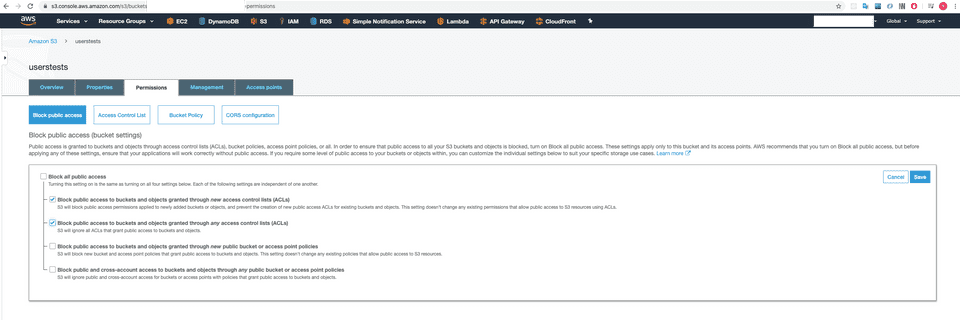 s3.console.aws.amazon.com/s3/buckets -permissions
aws Services Resource Groups EC2 DynamoDB S3 IAM RDS Simple Notification Service Lambda API Gateway CloudFront Global Support
Amazon S3 > userstests
userstests
Overview Properties Permissions Management Access points
Block public access Access Control List Bucket Policy CORS configuration
Block public access (bucket settings)
Public access is granted to buckets and objects through access control lists (ACLs), bucket policies, access point policies, or all. In order to ensure that public access to all your S3 buckets and objects is blocked, turn on Block all public access. These settings apply only to this bucket and its access points. AWS recommends that you turn on Block all public access, but before
applying any of these settings, ensure that your applications will work correctly without public access. If you require some level of public access to your buckets or objects within, you can customize the individual settings below to suit your specific storage use cases. Learn more
Block all public access Cancel Save
Turning this setting on is the same as turning on all four settings below. Each of the following settings are independent of one another.
Block public access to buckets and objects granted through new access control lists (ACLs)
S3 will block public access permissions applied to newly added buckets or objects, and prevent the creation of new public access ACLs for existing buckets and objects. This setting doesn't change any existing permissions that allow public access to S3 resources using ACLs.
Block public access to buckets and objects granted through any access control lists (ACLs)
S3 will ignore all ACLs that grant public access to buckets and objects.
Block public access to buckets and objects granted through new public bucket or access point policies
S3 will block new bucket and access point policies that grant public access to buckets and objects. This setting doesn't change any existing policies that allow public access to S3 resources.
Block public and cross-account access to buckets and objects through any public bucket or access point policies
S3 will ignore public and cross-account access for buckets or access points with policies that grant public access to buckets and objects.